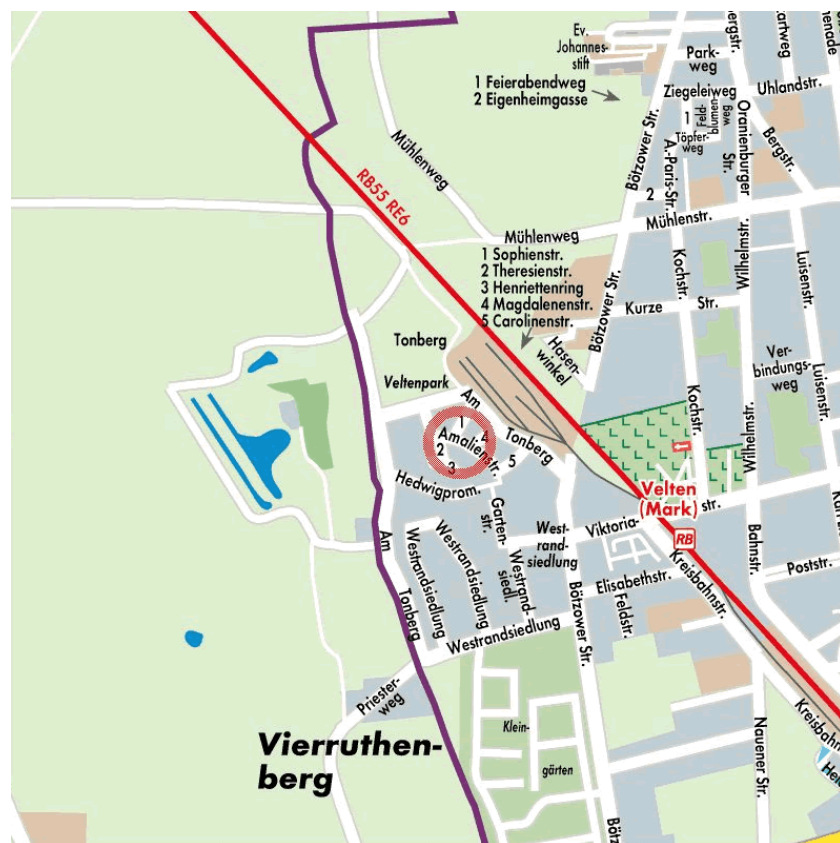 Ev.
Johannes-
stift
Park-
weg
1 Feierabendweg
2 Eigenheimgasse
Ziegeleiweg
Uhlandstr.
1
Feld-
blumen-
weg
Töpfer-
weg
Oranienburger
Str.
Bergstr.
Bötzower Str.
A.-Paris-Str.
2
Mühlenweg
RB55 RE6
Mühlenstr.
Mühlenweg
1 Sophienstr.
2 Theresienstr.
3 Henriettenring
4 Magdalenenstr.
5 Carolinenstr.
Kochstr.
Wilhelmstr.
Luisenstr.
Bötzower Str.
Kurze Str.
Tonberg
Hasen-
winkel
Veltenpark
Ver-
bindungs-
weg
Luisenstr.
Am
Tonberg
1
Amalienstr.
4
2
3
5
Kochstr.
Wilhelmstr.
Hedwigprom.
Velten
(Mark)
RB
Garten-
str.
West-
rand-
siedlung
Viktoria-
str.
Am
Tonberg
Westrandsiedlung
Westrandsiedlung
Westrand-
siedl.
Elisabethstr.
Feldstr.
Kreisbahnstr.
Bahnstr.
Poststr.
Bötzower Str.
Westrandsiedlung
Priester-
weg
Vierruthen-
berg
Klein-
gärten
Nauener Str.